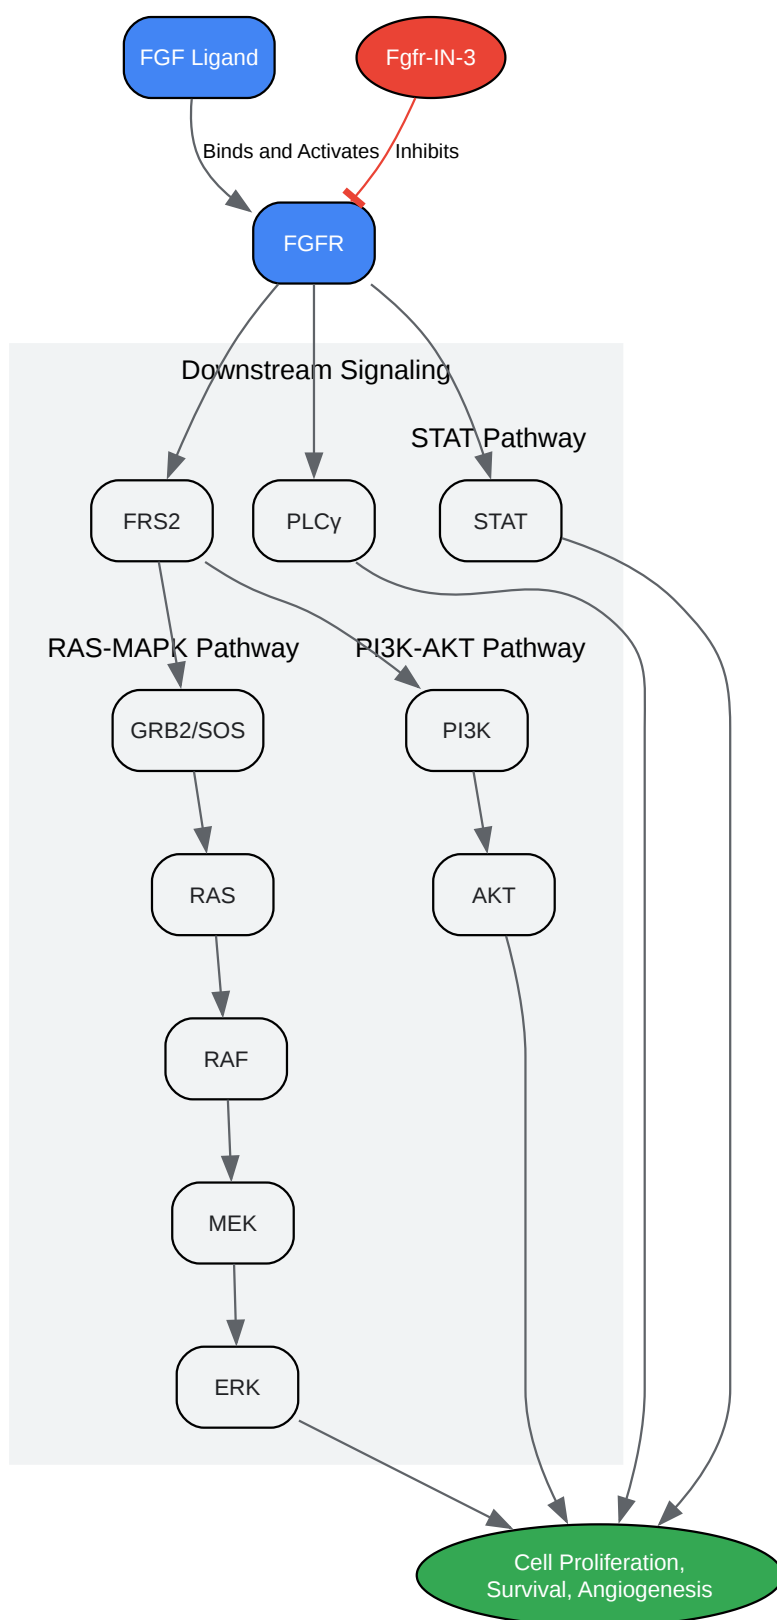 FGF Ligand
Fgfr-IN-3
Binds and Activates
Inhibits
FGFR
Downstream Signaling
STAT Pathway
FRS2
PLCγ
STAT
RAS-MAPK Pathway
PI3K-AKT Pathway
GRB2/SOS
PI3K
RAS
AKT
RAF
MEK
ERK
Cell Proliferation,
Survival, Angiogenesis